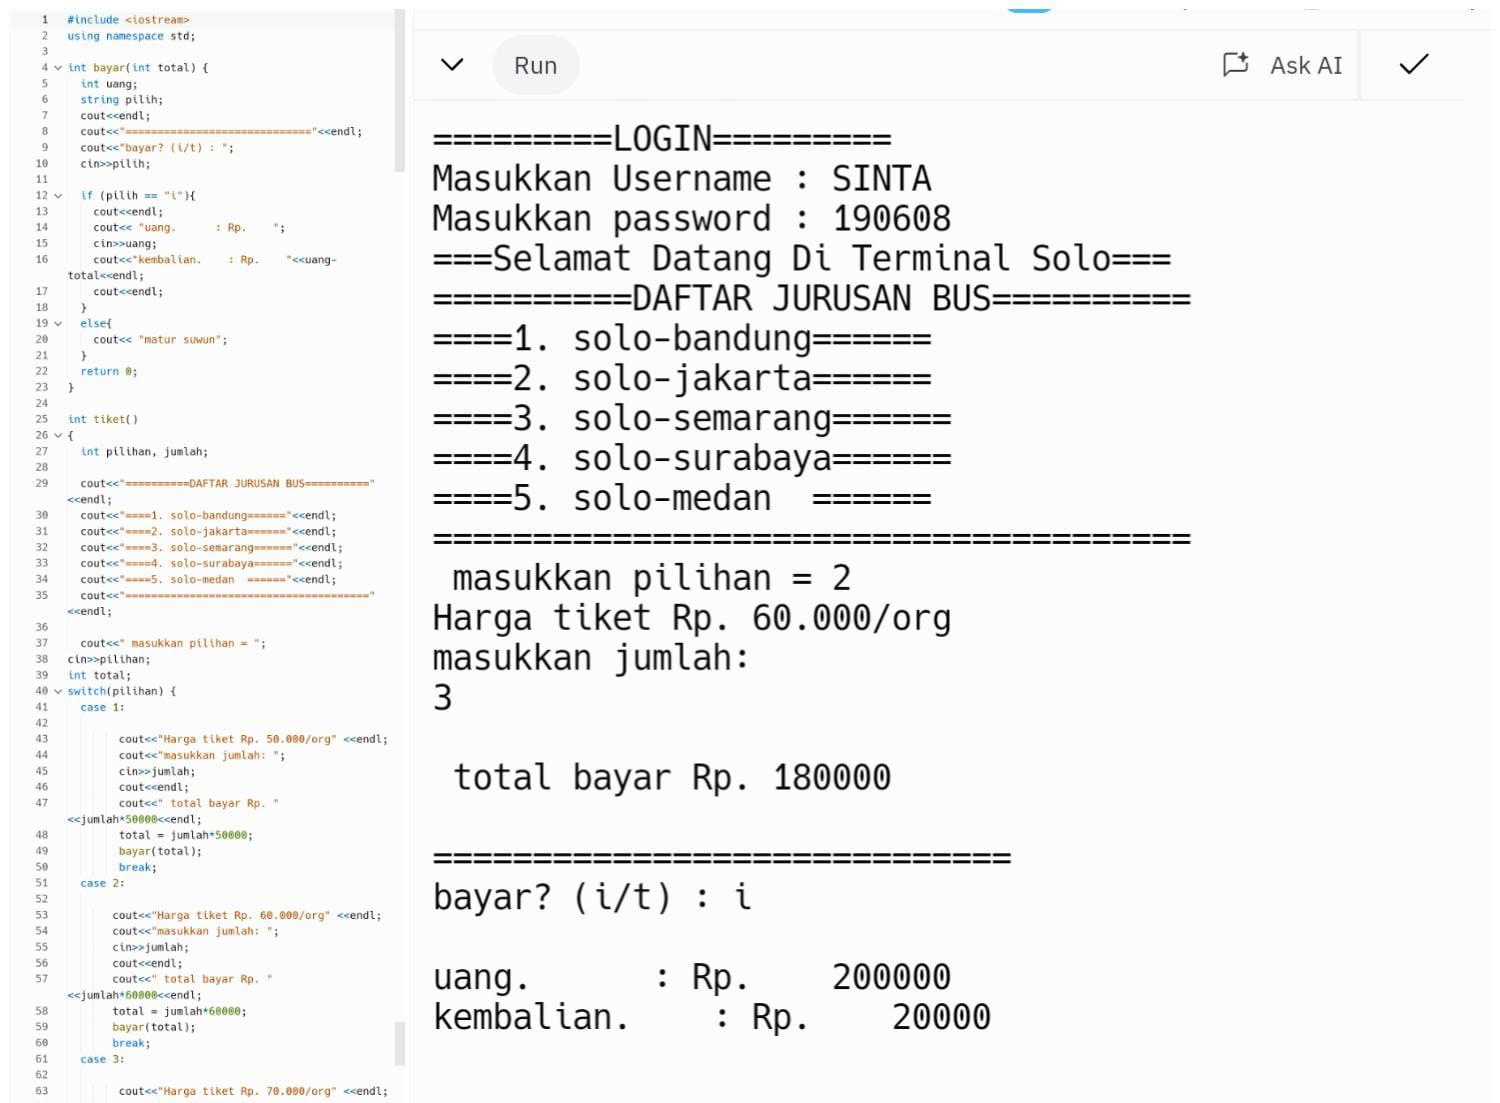 1 #include <iostream>
2 using namespace std;
3
4 int bayar(int total) {
5 int uang;
6 string pilih;
7 cout<<endl;
8 cout<<"============================="<<endl;
9 cout<<"bayar? (i/t) : ";
10 cin>>pilih;
11
12 if (pilih == "i"){
13 cout<<endl;
14 cout<< "uang.      : Rp.    ";
15 cin>>uang;
16 cout<<"kembalian.    : Rp.    "<<uang-
total<<endl;
17 cout<<endl;
18 }
19 else{
20 cout<< "matur suwun";
21 }
22 return 0;
23 }
24
25 int tiket()
26 {
27 int pilihan, jumlah;
28
29 cout<<"==========DAFTAR JURUSAN BUS=========="
<<endl;
30 cout<<"====1. solo-bandung======"<<endl;
31 cout<<"====2. solo-jakarta======"<<endl;
32 cout<<"====3. solo-semarang======"<<endl;
33 cout<<"====4. solo-surabaya======"<<endl;
34 cout<<"====5. solo-medan  ======"<<endl;
35 cout<<"======================================"
<<endl;
36
37 cout<<" masukkan pilihan = ";
38 cin>>pilihan;
39 int total;
40 switch(pilihan) {
41 case 1:
42
43 cout<<"Harga tiket Rp. 50.000/org" <<endl;
44 cout<<"masukkan jumlah: ";
45 cin>>jumlah;
46 cout<<endl;
47 cout<<" total bayar Rp. "
<<jumlah*50000<<endl;
48 total = jumlah*50000;
49 bayar(total);
50 break;
51 case 2:
52
53 cout<<"Harga tiket Rp. 60.000/org" <<endl;
54 cout<<"masukkan jumlah: ";
55 cin>>jumlah;
56 cout<<endl;
57 cout<<" total bayar Rp. "
<<jumlah*60000<<endl;
58 total = jumlah*60000;
59 bayar(total);
60 break;
61 case 3:
62
63 cout<<"Harga tiket Rp. 70.000/org" <<endl;
Run
Ask AI
=========LOGIN=========
Masukkan Username : SINTA
Masukkan password : 190608
===Selamat Datang Di Terminal Solo===
==========DAFTAR JURUSAN BUS==========
====1. solo-bandung======
====2. solo-jakarta======
====3. solo-semarang======
====4. solo-surabaya======
====5. solo-medan  ======
======================================
masukkan pilihan = 2
Harga tiket Rp. 60.000/org
masukkan jumlah:
3
total bayar Rp. 180000
=============================
bayar? (i/t) : i
uang.      : Rp.    200000
kembalian.    : Rp.    20000